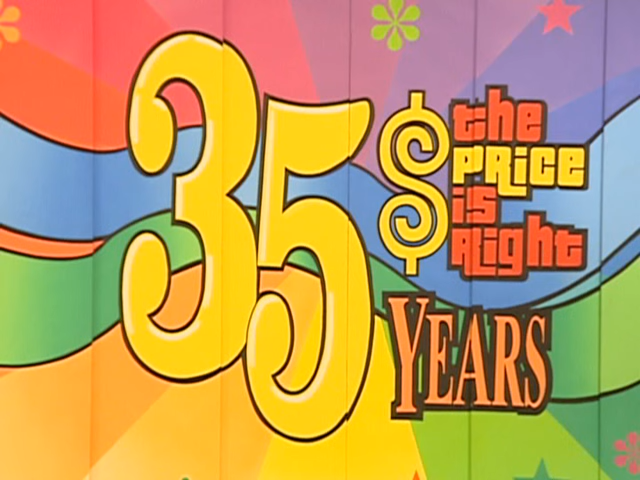 35
$ the
PRiCE
is
Right
YEARS